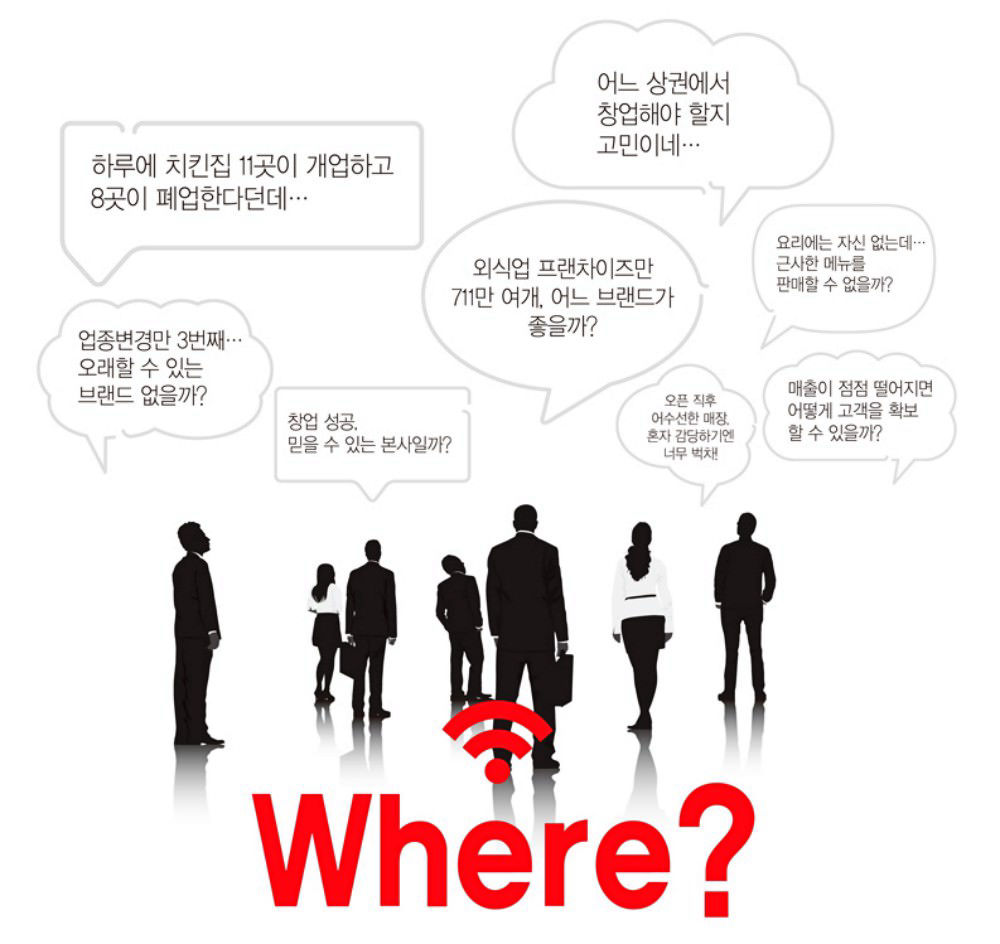 어느 상권에서
창업해야 할지
고민이네…
하루에 치킨집 11곳이 개업하고
8곳이 폐업한다던데…
요리에는 자신 없는데…
근사한 메뉴를
판매할 수 없을까?
외식업 프랜차이즈만
711만 여개, 어느 브랜드가
좋을까?
업종변경만 3번째…
오래할 수 있는
브랜드 없을까?
창업 성공,
믿을 수 있는 본사일까?
오픈 직후
어수선한 매장,
혼자 감당하기엔
너무 벅차!
매출이 점점 떨어지면
어떻게 고객을 확보
할 수 있을까?
Where?